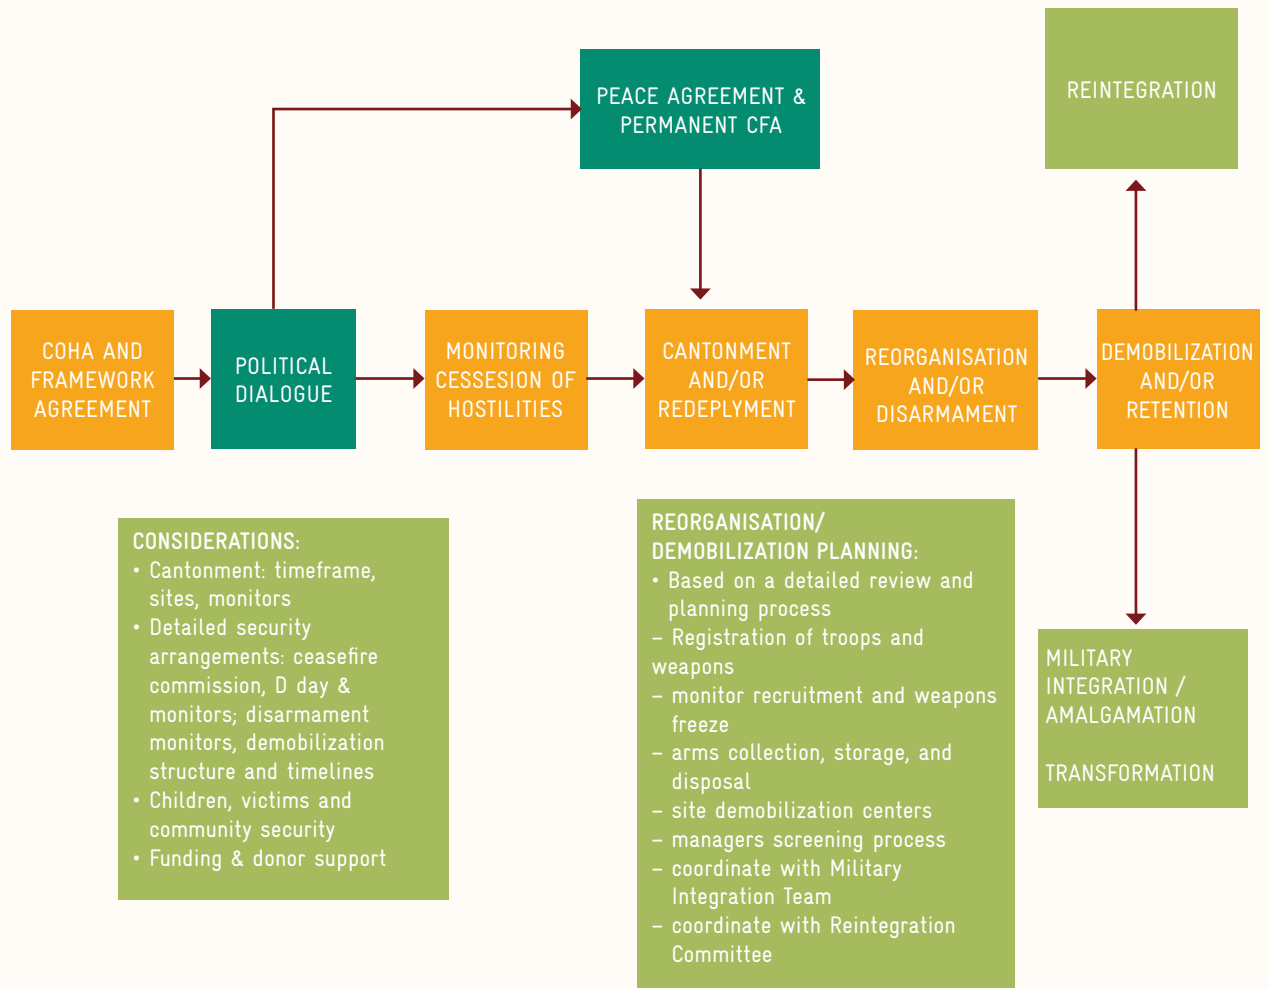 PEACE AGREEMENT &
PERMANENT CFA
REINTEGRATION
COHA AND
FRAMEWORK
AGREEMENT
POLITICAL
DIALOGUE
MONITORING
CESSESION OF
HOSTILITIES
CANTONMENT
AND/OR
REDEPLYMENT
REORGANISATION
AND/OR
DISARMAMENT
DEMOBILIZATION
AND/OR
RETENTION
CONSIDERATIONS:
• Cantonment: timeframe,
sites, monitors
• Detailed security
arrangements: ceasefire
commission, D day &
monitors; disarmament
monitors, demobilization
structure and timelines
• Children, victims and
community security
• Funding & donor support
REORGANISATION/
DEMOBILIZATION PLANNING:
• Based on a detailed review and
planning process
– Registration of troops and
weapons
– monitor recruitment and weapons
freeze
– arms collection, storage, and
disposal
– site demobilization centers
– managers screening process
– coordinate with Military
Integration Team
– coordinate with Reintegration
Committee
MILITARY
INTEGRATION /
AMALGAMATION
TRANSFORMATION